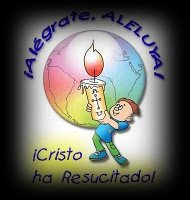 ¡Alégrate, ALELUYA!
¡Cristo
ha Resucitado!